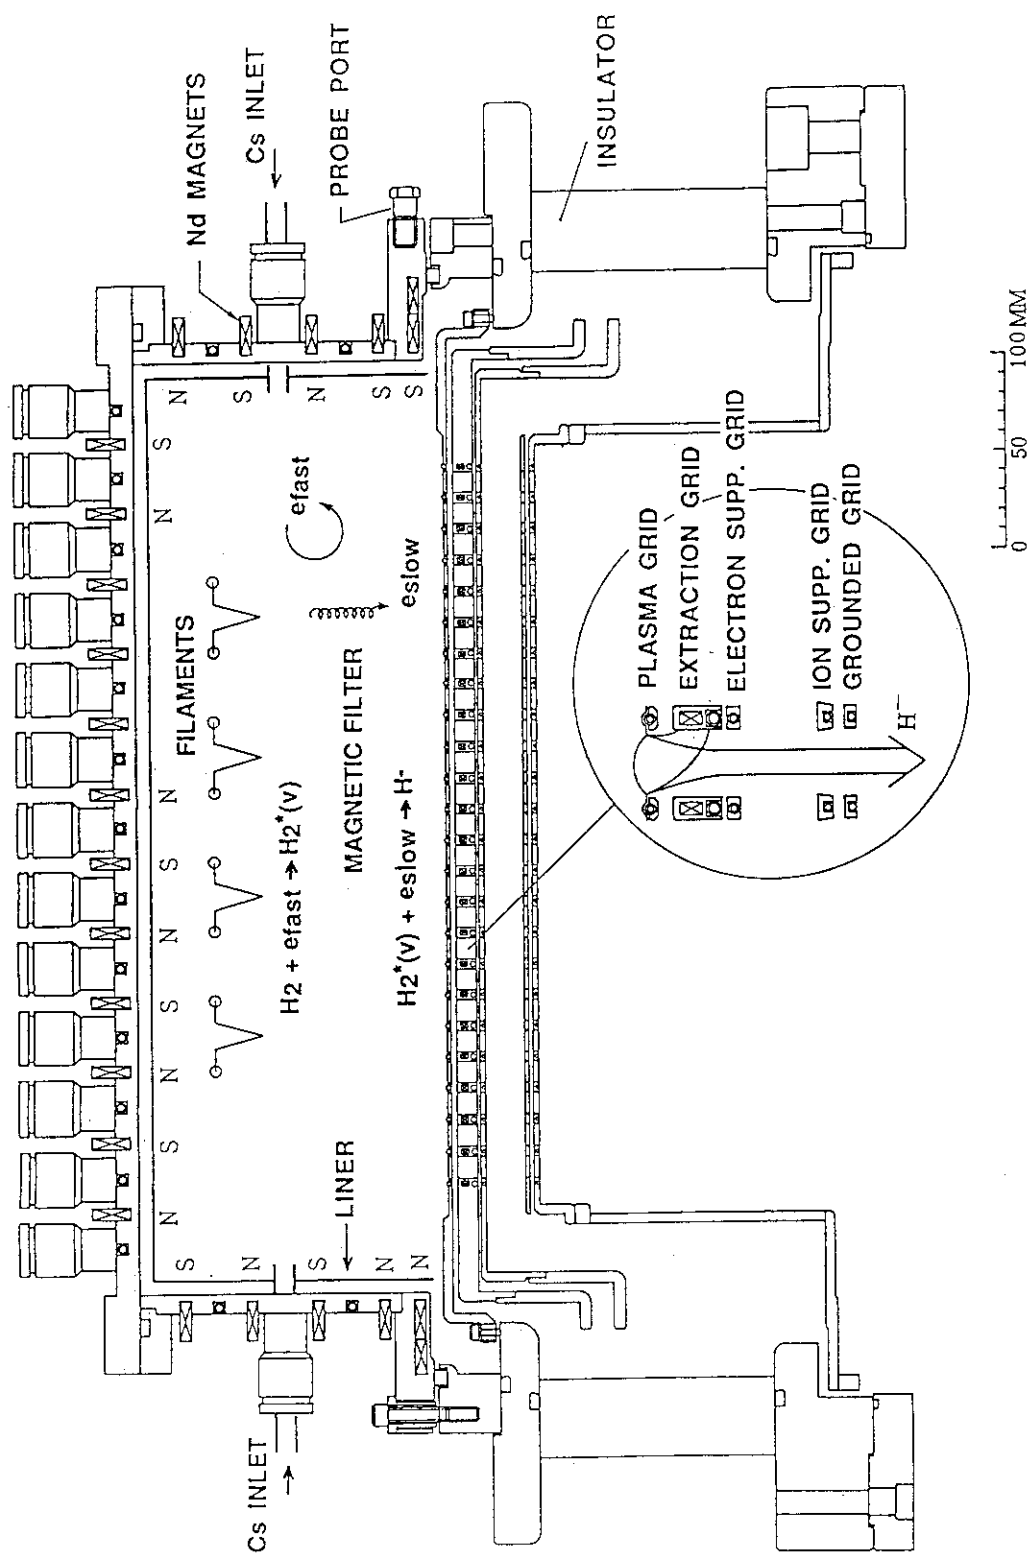 N S N S N S N N S
S FILAMENTS N
Nd MAGNETS
N S
Cs INLET
Cs INLET
H2 + efast → H2*(v)
efast
S N
LINER
PROBE PORT
MAGNETIC FILTER
N S
H2*(v) + eslow → H-
eslow
N S
INSULATOR
PLASMA GRID
EXTRACTION GRID
ELECTRON SUPP. GRID
ION SUPP. GRID
GROUNDED GRID
H⁻
0 50 100MM